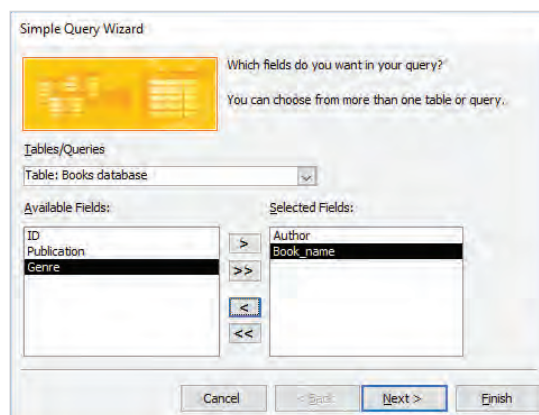 Simple Query Wizard
Which fields do you want in your query?
You can choose from more than one table or query.
Tables/Queries
Table: Books database
Available Fields:
Selected Fields:
ID
Publication
Genre
>
>>
<
<<
Author
Book_name
Cancel
< Back
Next >
Finish